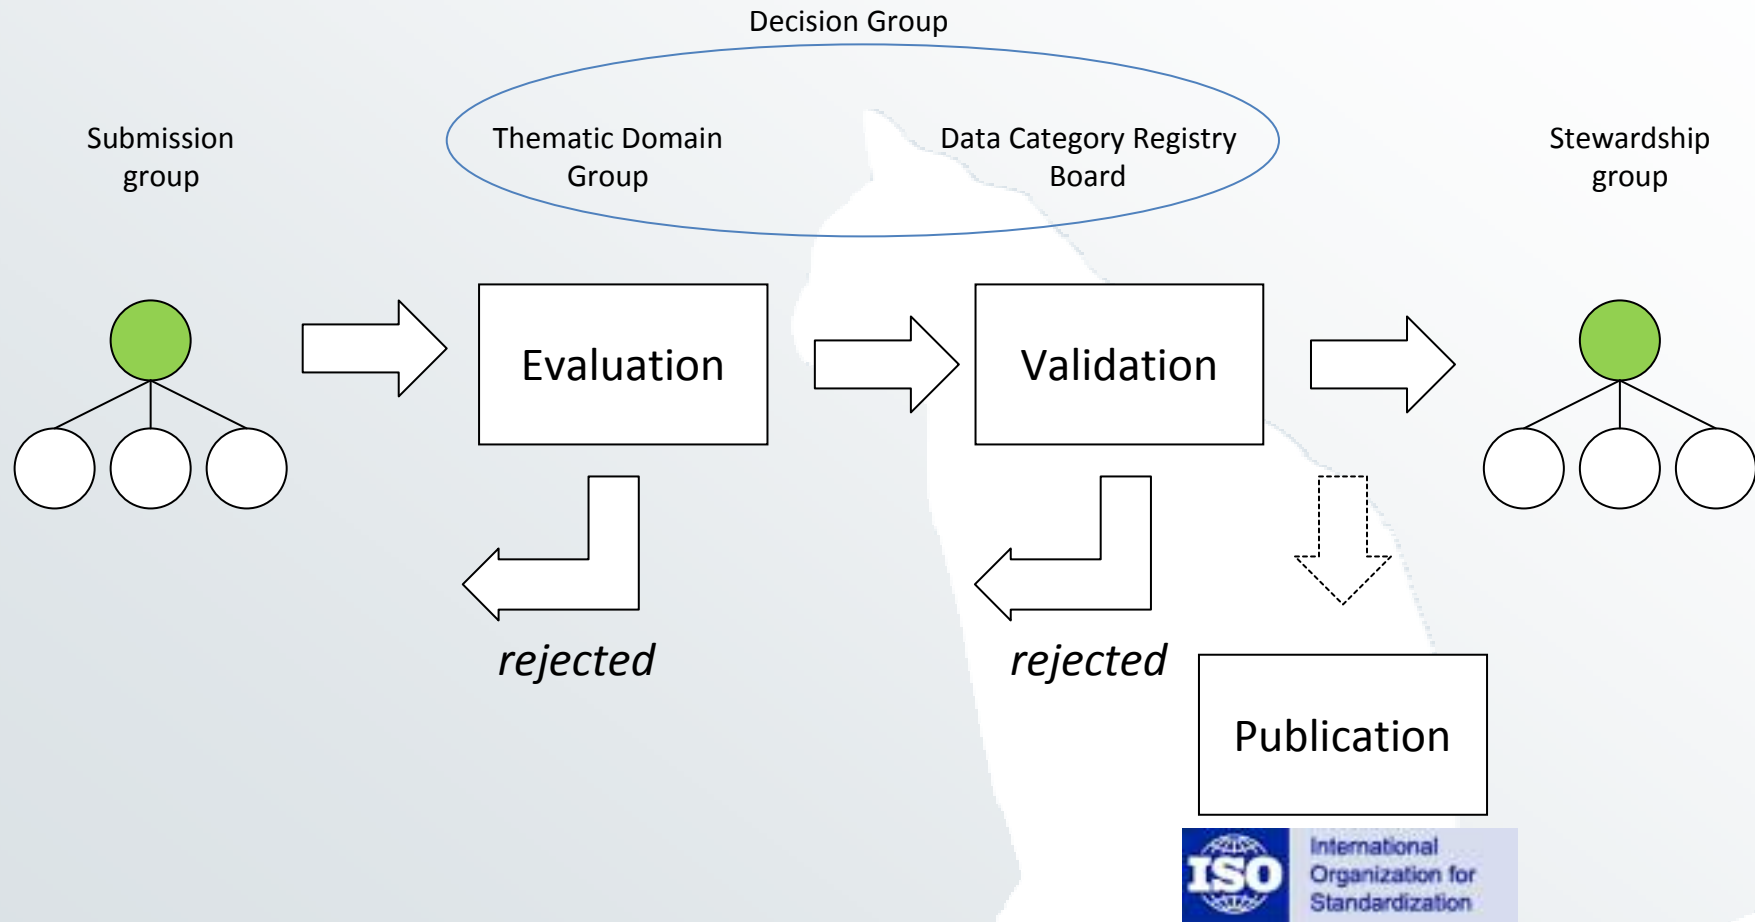 Decision Group
Submission
group
Thematic Domain
Group
Data Category Registry
Board
Stewardship
group
Evaluation
Validation
rejected
rejected
Publication
ISO
International
Organization for
Standardization